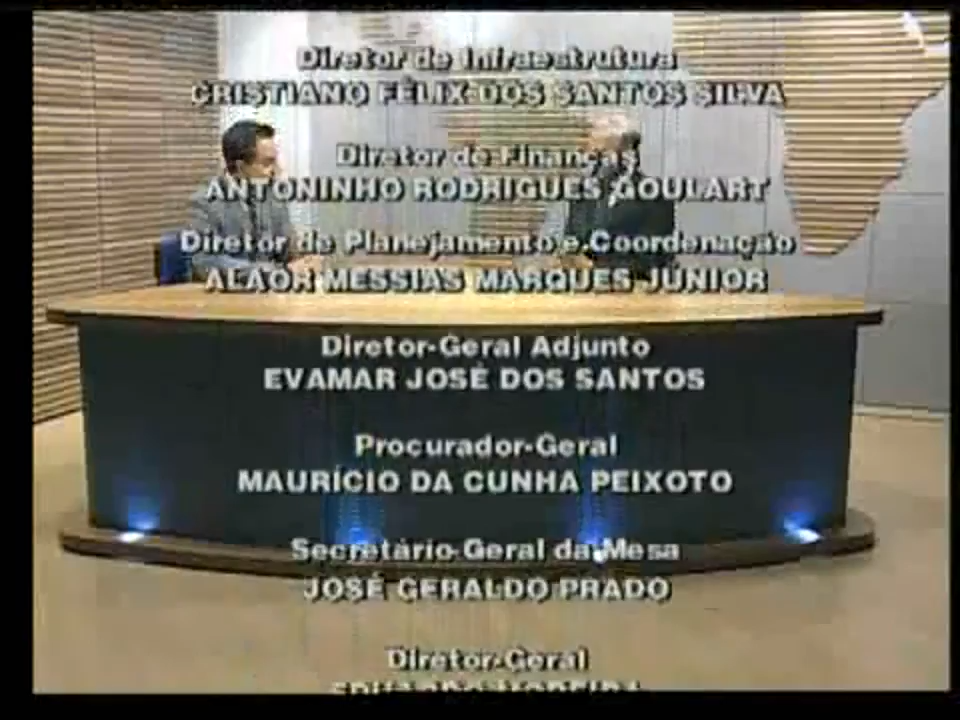 Diretor de Infraestrutura
CRISTIANO FÉLIX DOS SANTOS SILVA
Diretor de Finanças
ANTONINHO RODRIGUES GOULART
Diretor de Planejamento e Coordenação
ALAOR MESSIAS MARQUES JÚNIOR
Diretor-Geral Adjunto
EVAMAR JOSÉ DOS SANTOS
Procurador-Geral
MAURÍCIO DA CUNHA PEIXOTO
Secretário-Geral da Mesa
JOSÉ GERALDO PRADO
Diretor-Geral